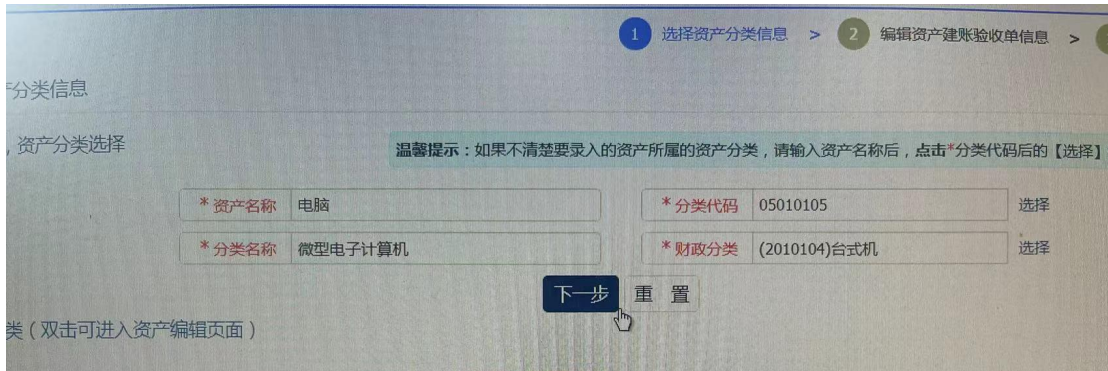 1 选择资产分类信息 > 2 编辑资产建账验收单信息 >
分类信息
, 资产分类选择
温馨提示：如果不清楚要录入的资产所属的资产分类，请输入资产名称后，点击*分类代码后的【选择】
* 资产名称 电脑 * 分类代码 05010105 选择
* 分类名称 微型电子计算机 * 财政分类 (2010104)台式机 选择
下一步 重 置
类（双击可进入资产编辑页面）